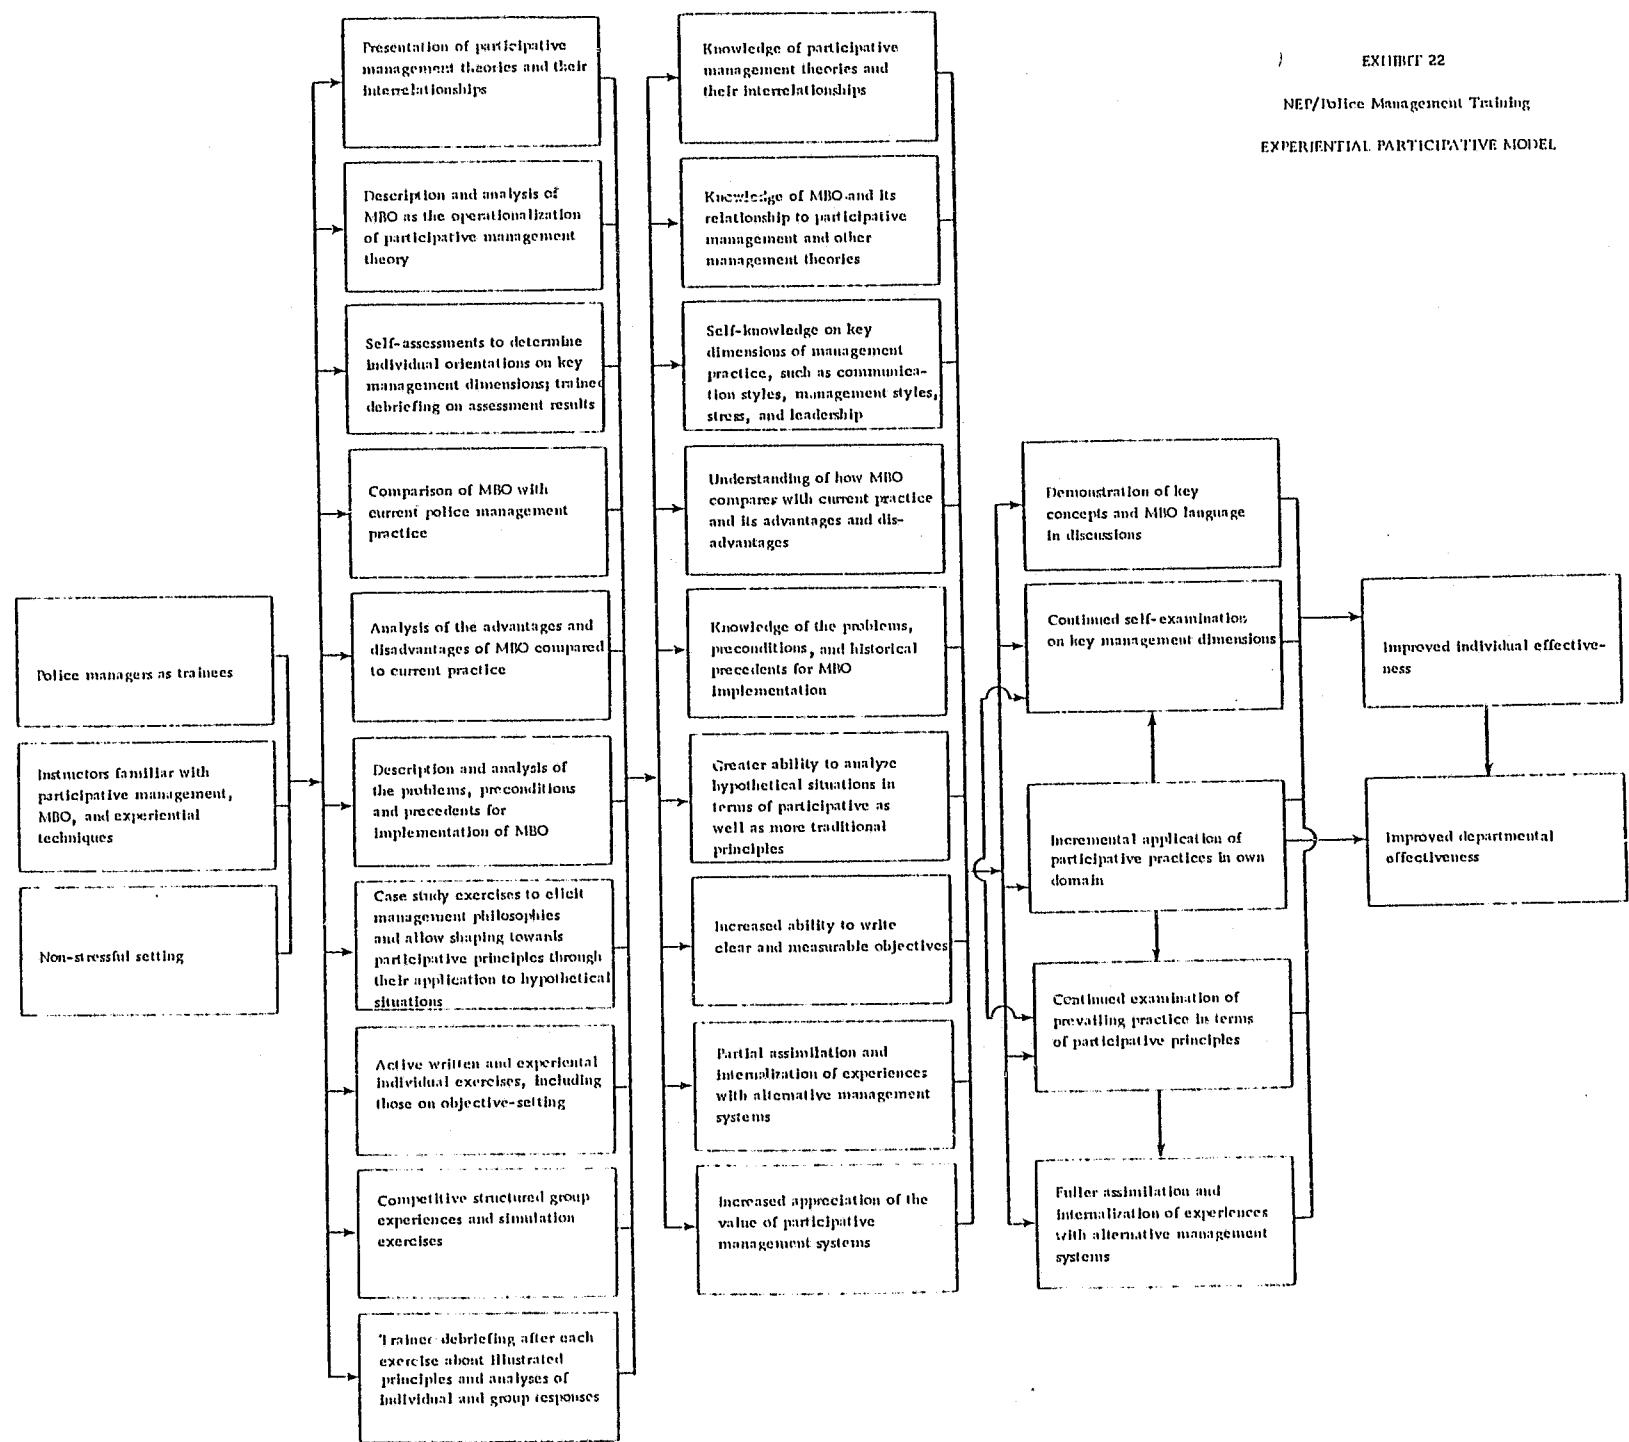 EXHIBIT 22
NEP/Police Management Training
EXPERIENTIAL PARTICIPATIVE MODEL
Police managers as trainees
Instructors familiar with
participative management,
MBO, and experiential
techniques
Non-stressful setting
Presentation of participative
management theories and their
interrelationships
Description and analysis of
MBO as the operationalization
of participative management
theory
Self-assessments to determine
individual orientations on key
management dimensions; trainer
debriefing on assessment results
Comparison of MBO with
current police management
practice
Analysis of the advantages and
disadvantages of MBO compared
to current practice
Description and analysis of
the problems, preconditions
and precedents for
implementation of MBO
Case study exercises to elicit
management philosophies
and allow shaping towards
participative principles through
their application to hypothetical
situations
Active written and experiental
individual exercises, including
those on objective-setting
Competitive structured group
experiences and simulation
exercises
Trainer debriefing after each
exercise about illustrated
principles and analyses of
individual and group responses
Knowledge of participative
management theories and
their interrelationships
Knowledge of MBO and its
relationship to participative
management and other
management theories
Self-knowledge on key
dimensions of management
practice, such as communica-
tion styles, management styles,
stress, and leadership
Understanding of how MBO
compares with current practice
and its advantages and dis-
advantages
Knowledge of the problems,
preconditions, and historical
precedents for MBO
implementation
Greater ability to analyze
hypothetical situations in
terms of participative as
well as more traditional
principles
Increased ability to write
clear and measurable objectives
Partial assimilation and
internalization of experiences
with alternative management
systems
Increased appreciation of the
value of participative
management systems
Demonstration of key
concepts and MBO language
in discussions
Continued self-examination
on key management dimensions
Incremental application of
participative practices in own
domain
Continued examination of
prevailing practice in terms
of participative principles
Fuller assimilation and
internalization of experiences
with alternative management
systems
Improved individual effective-
ness
Improved departmental
effectiveness